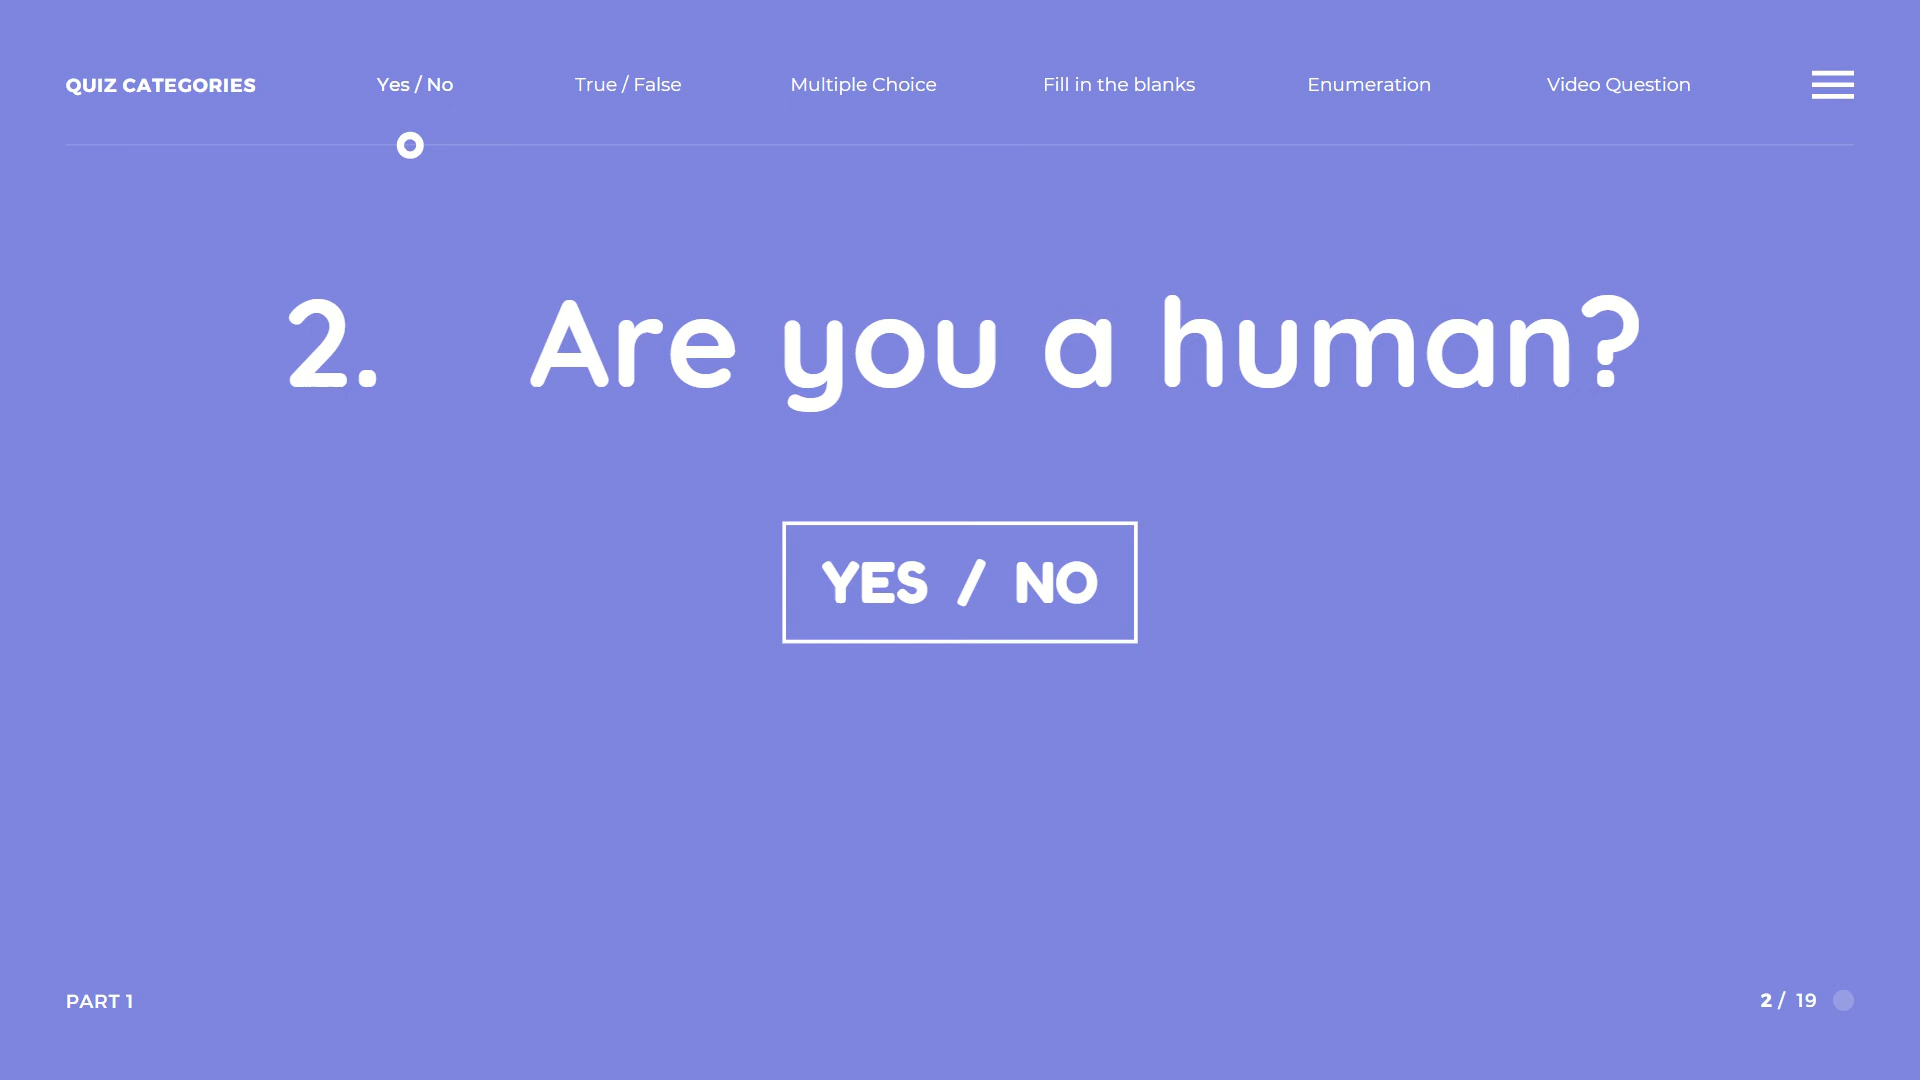 QUIZ CATEGORIES Yes / No True / False Multiple Choice Fill in the blanks Enumeration Video Question
2. Are you a human?
YES / NO
PART 1 2 / 19